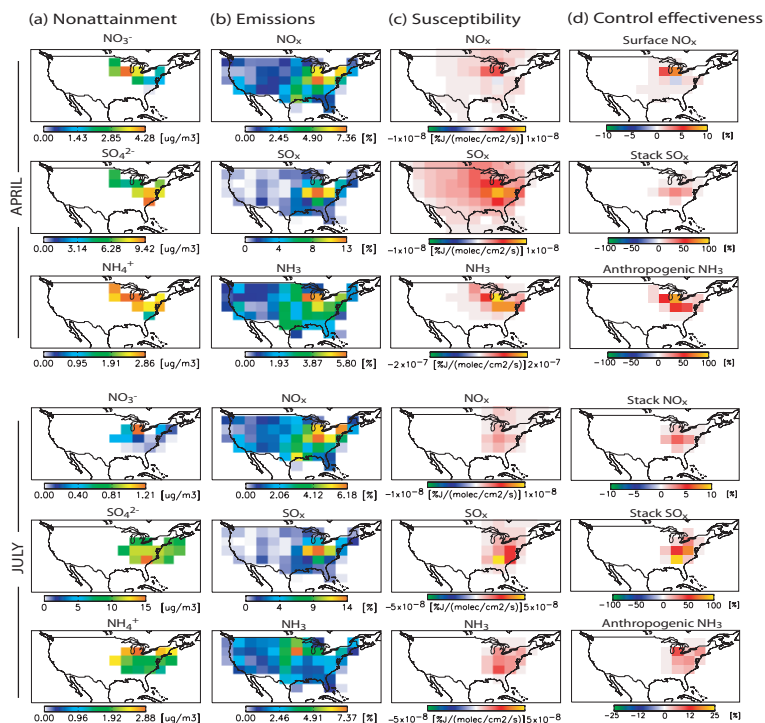 (a) Nonattainment (b) Emissions (c) Susceptibility (d) Control effectiveness
APRIL
NO₃⁻ NOₓ NOₓ Surface NOₓ
0.00 1.43 2.85 4.28 [ug/m3] 0.00 2.45 4.90 7.36 [%] −1x10⁻⁸ [%J/(molec/cm2/s)] 1x10⁻⁸ −10 −5 0 5 10 [%]
SO₄²⁻ SOₓ SOₓ Stack SOₓ
0.00 3.14 6.28 9.42 [ug/m3] 0 4 8 13 [%] −1x10⁻⁸ [%J/(molec/cm2/s)] 1x10⁻⁸ −100 −50 0 50 100 [%]
NH₄⁺ NH₃ NH₃ Anthropogenic NH₃
0.00 0.95 1.91 2.86 [ug/m3] 0.00 1.93 3.87 5.80 [%] −2x10⁻⁷ [%J/(molec/cm2/s)] 2x10⁻⁷ −100 −50 0 50 100 [%]
JULY
NO₃⁻ NOₓ NOₓ Stack NOₓ
0.00 0.40 0.81 1.21 [ug/m3] 0.00 2.06 4.12 6.18 [%] −1x10⁻⁸ [%J/(molec/cm2/s)] 1x10⁻⁸ −10 −5 0 5 10 [%]
SO₄²⁻ SOₓ SOₓ Stack SOₓ
0 5 10 15 [ug/m3] 0 4 9 14 [%] −5x10⁻⁸ [%J/(molec/cm2/s)] 5x10⁻⁸ −100 −50 0 50 100 [%]
NH₄⁺ NH₃ NH₃ Anthropogenic NH₃
0.00 0.96 1.92 2.88 [ug/m3] 0.00 2.46 4.91 7.37 [%] −5x10⁻⁸ [%J/(molec/cm2/s)] 5x10⁻⁸ −25 −12 0 12 25 [%]